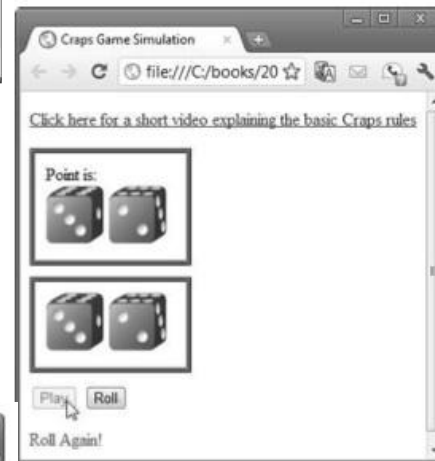 Craps Game Simulation
file:///C:/books/20
Click here for a short video explaining the basic Craps rules
Point is:
Play Roll
Roll Again!